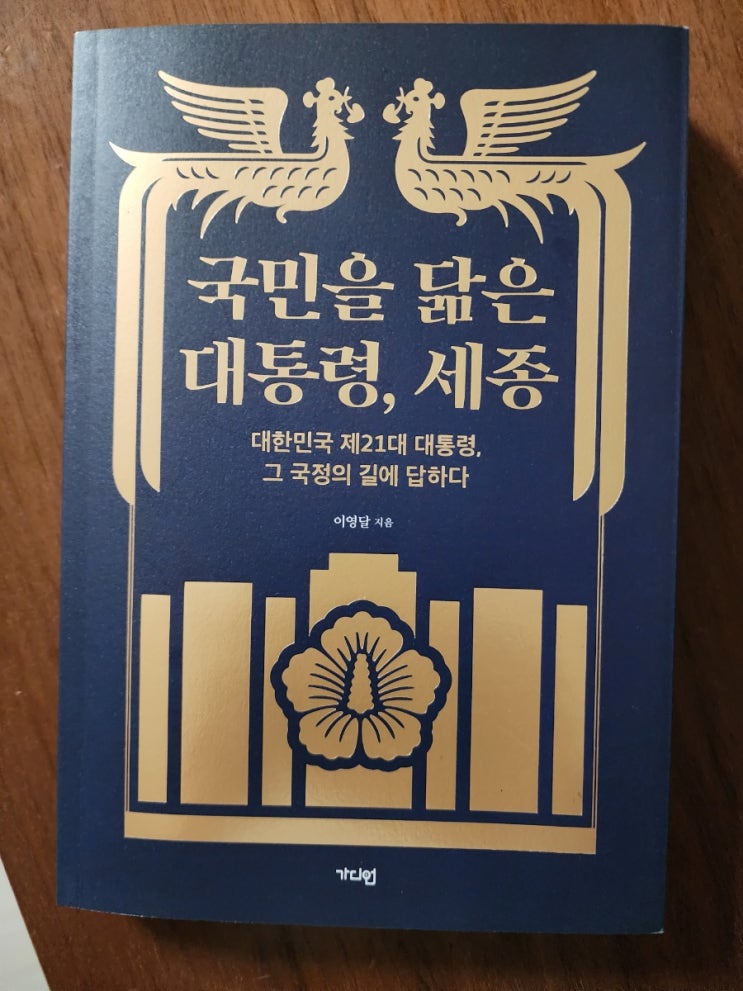 국민을 닮은
대통령, 세종
대한민국 제21대 대통령,
그 국정의 길에 답하다
이영달 지음
가디언